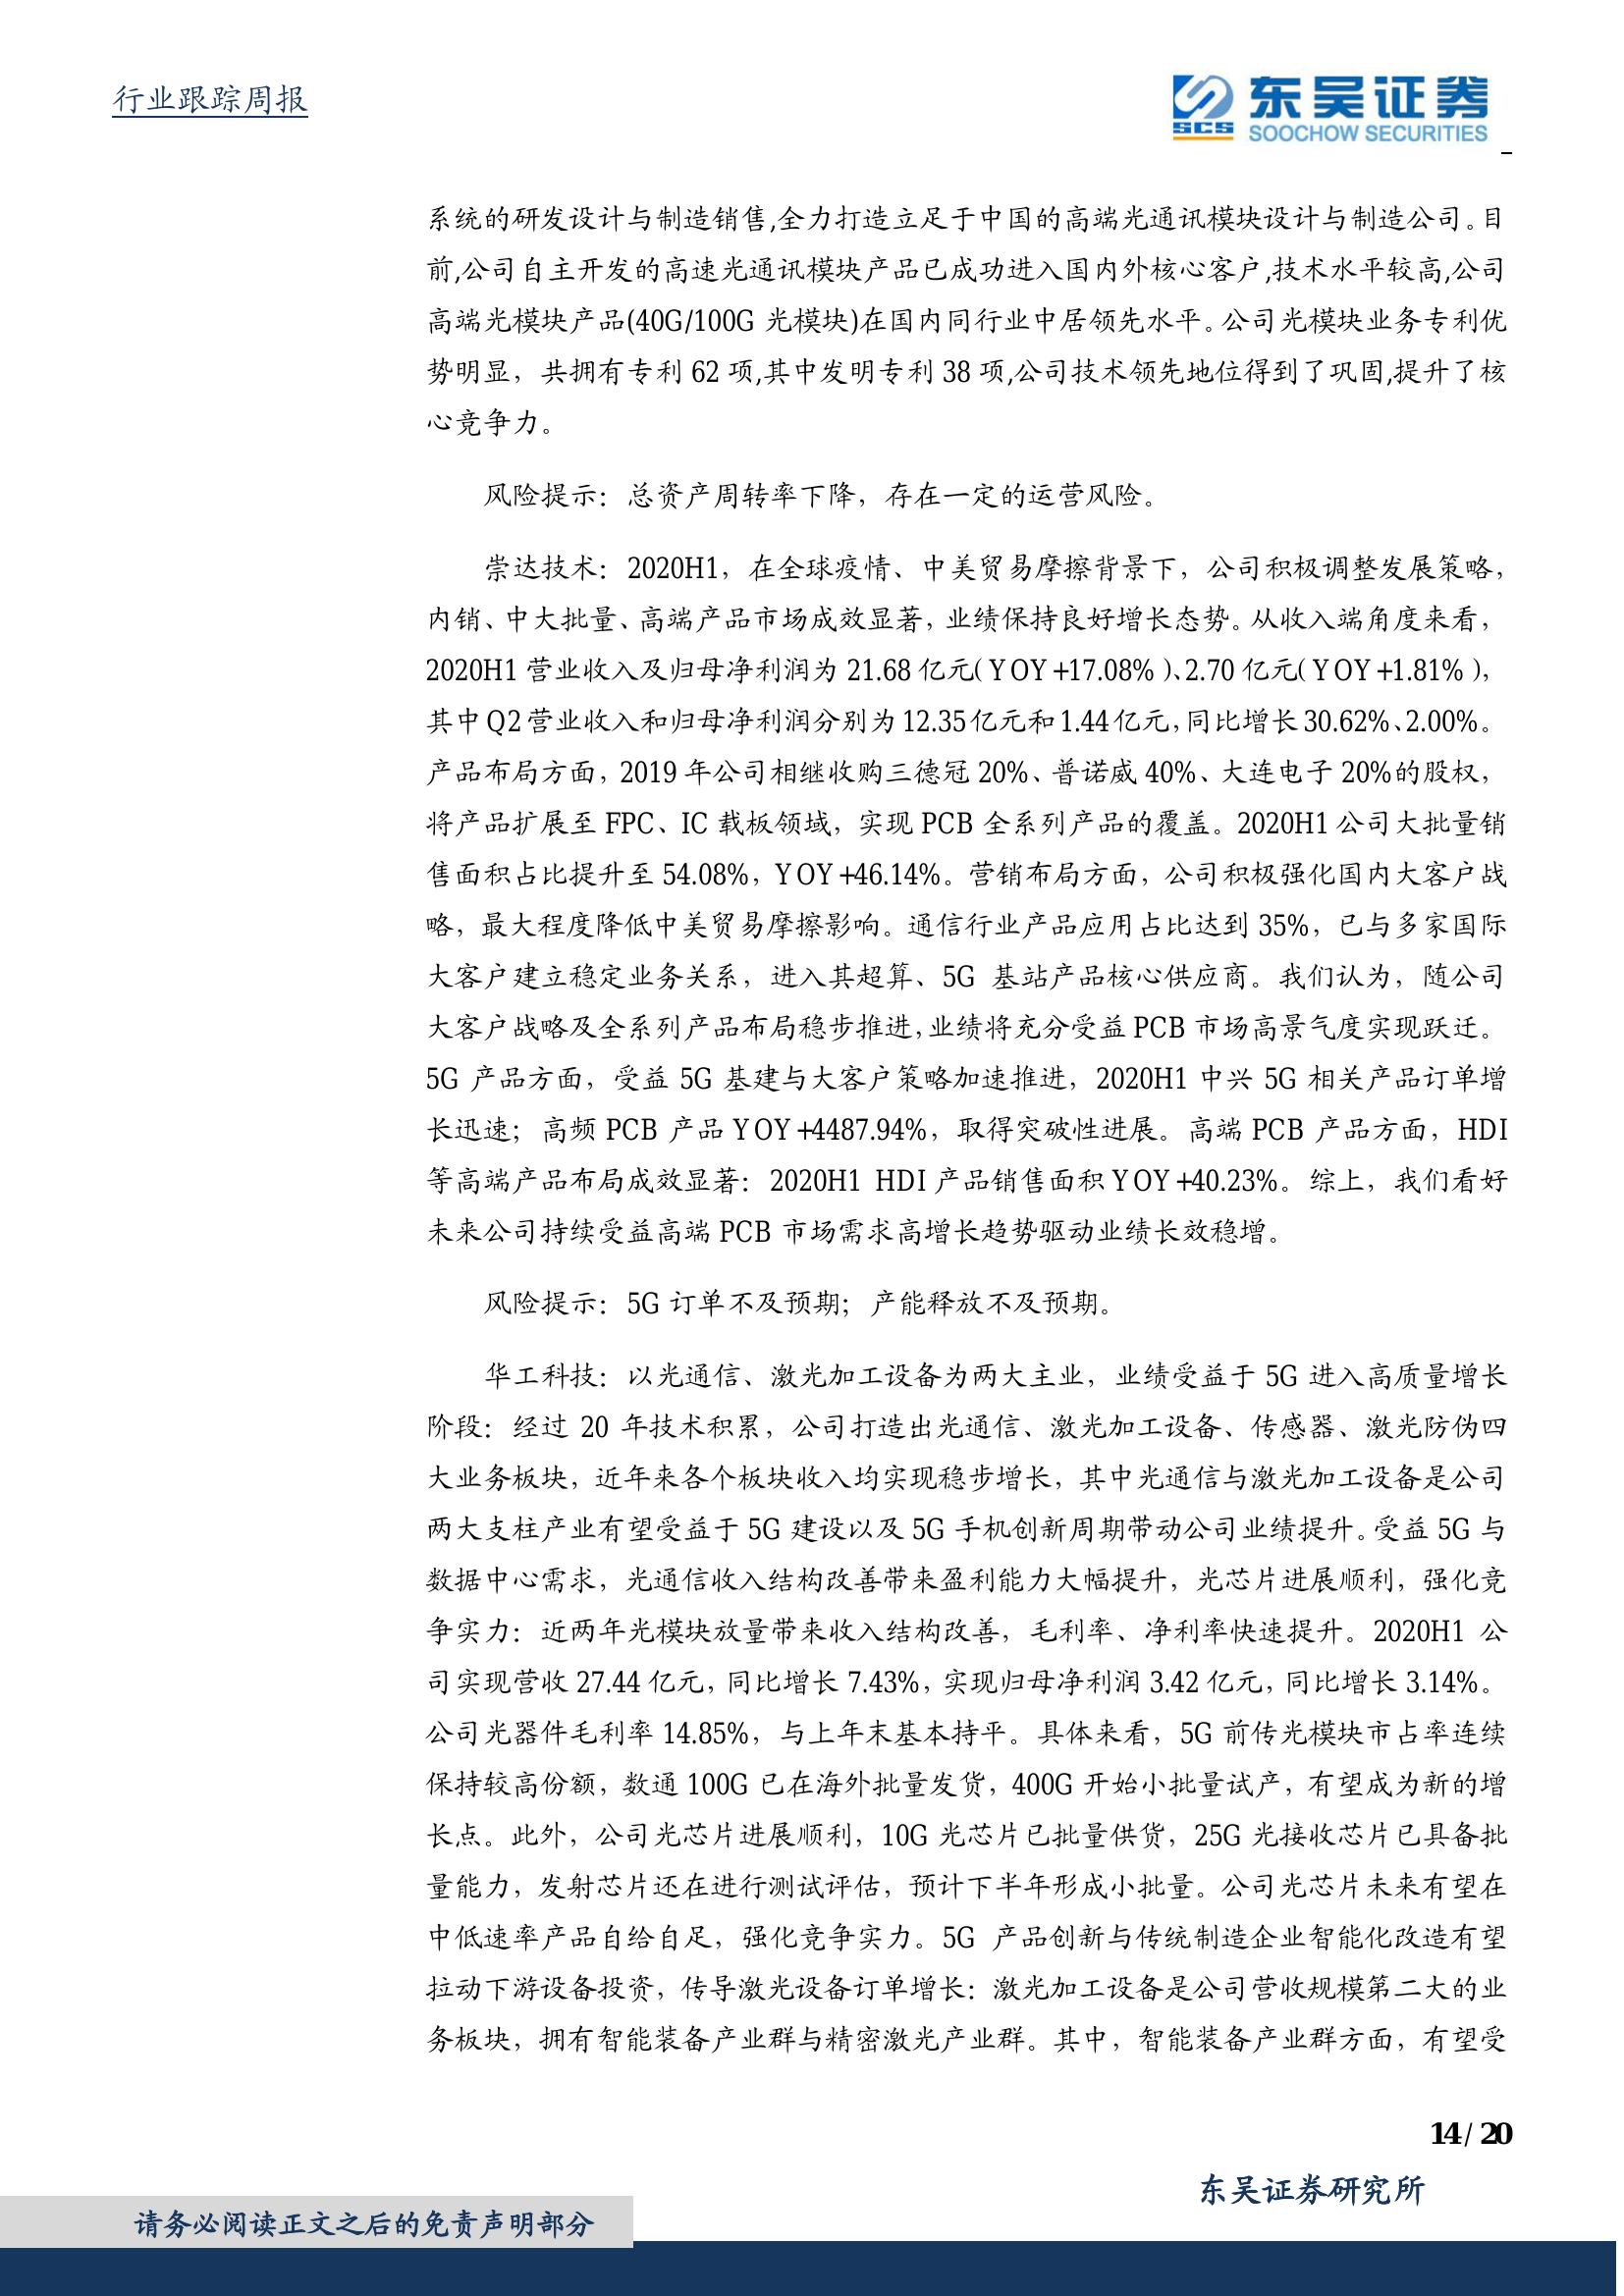 行业跟踪周报
SCS
东吴证券
SOOCHOW SECURITIES
系统的研发设计与制造销售,全力打造立足于中国的高端光通讯模块设计与制造公司。目
前,公司自主开发的高速光通讯模块产品已成功进入国内外核心客户,技术水平较高,公司
高端光模块产品(40G/100G 光模块)在国内同行业中居领先水平。公司光模块业务专利优
势明显，共拥有专利 62 项,其中发明专利 38 项,公司技术领先地位得到了巩固,提升了核
心竞争力。
风险提示：总资产周转率下降，存在一定的运营风险。
崇达技术：2020H1，在全球疫情、中美贸易摩擦背景下，公司积极调整发展策略，
内销、中大批量、高端产品市场成效显著，业绩保持良好增长态势。从收入端角度来看，
2020H1 营业收入及归母净利润为 21.68 亿元（YOY+17.08%）、2.70 亿元（YOY+1.81%），
其中 Q2 营业收入和归母净利润分别为 12.35 亿元和 1.44 亿元，同比增长 30.62%、2.00%。
产品布局方面，2019 年公司相继收购三德冠 20%、普诺威 40%、大连电子 20%的股权，
将产品扩展至 FPC、IC 载板领域，实现 PCB 全系列产品的覆盖。2020H1 公司大批量销
售面积占比提升至 54.08%，YOY+46.14%。营销布局方面，公司积极强化国内大客户战
略，最大程度降低中美贸易摩擦影响。通信行业产品应用占比达到 35%，已与多家国际
大客户建立稳定业务关系，进入其超算、5G 基站产品核心供应商。我们认为，随公司
大客户战略及全系列产品布局稳步推进，业绩将充分受益 PCB 市场高景气度实现跃迁。
5G 产品方面，受益 5G 基建与大客户策略加速推进，2020H1 中兴 5G 相关产品订单增
长迅速；高频 PCB 产品 YOY+4487.94%，取得突破性进展。高端 PCB 产品方面，HDI
等高端产品布局成效显著：2020H1 HDI 产品销售面积 YOY+40.23%。综上，我们看好
未来公司持续受益高端 PCB 市场需求高增长趋势驱动业绩长效稳增。
风险提示：5G 订单不及预期；产能释放不及预期。
华工科技：以光通信、激光加工设备为两大主业，业绩受益于 5G 进入高质量增长
阶段：经过 20 年技术积累，公司打造出光通信、激光加工设备、传感器、激光防伪四
大业务板块，近年来各个板块收入均实现稳步增长，其中光通信与激光加工设备是公司
两大支柱产业有望受益于 5G 建设以及 5G 手机创新周期带动公司业绩提升。受益 5G 与
数据中心需求，光通信收入结构改善带来盈利能力大幅提升，光芯片进展顺利，强化竞
争实力：近两年光模块放量带来收入结构改善，毛利率、净利率快速提升。2020H1 公
司实现营收 27.44 亿元，同比增长 7.43%，实现归母净利润 3.42 亿元，同比增长 3.14%。
公司光器件毛利率 14.85%，与上年末基本持平。具体来看，5G 前传光模块市占率连续
保持较高份额，数通 100G 已在海外批量发货，400G 开始小批量试产，有望成为新的增
长点。此外，公司光芯片进展顺利，10G 光芯片已批量供货，25G 光接收芯片已具备批
量能力，发射芯片还在进行测试评估，预计下半年形成小批量。公司光芯片未来有望在
中低速率产品自给自足，强化竞争实力。5G 产品创新与传统制造企业智能化改造有望
拉动下游设备投资，传导激光设备订单增长：激光加工设备是公司营收规模第二大的业
务板块，拥有智能装备产业群与精密激光产业群。其中，智能装备产业群方面，有望受
14 / 20
东吴证券研究所
请务必阅读正文之后的免责声明部分